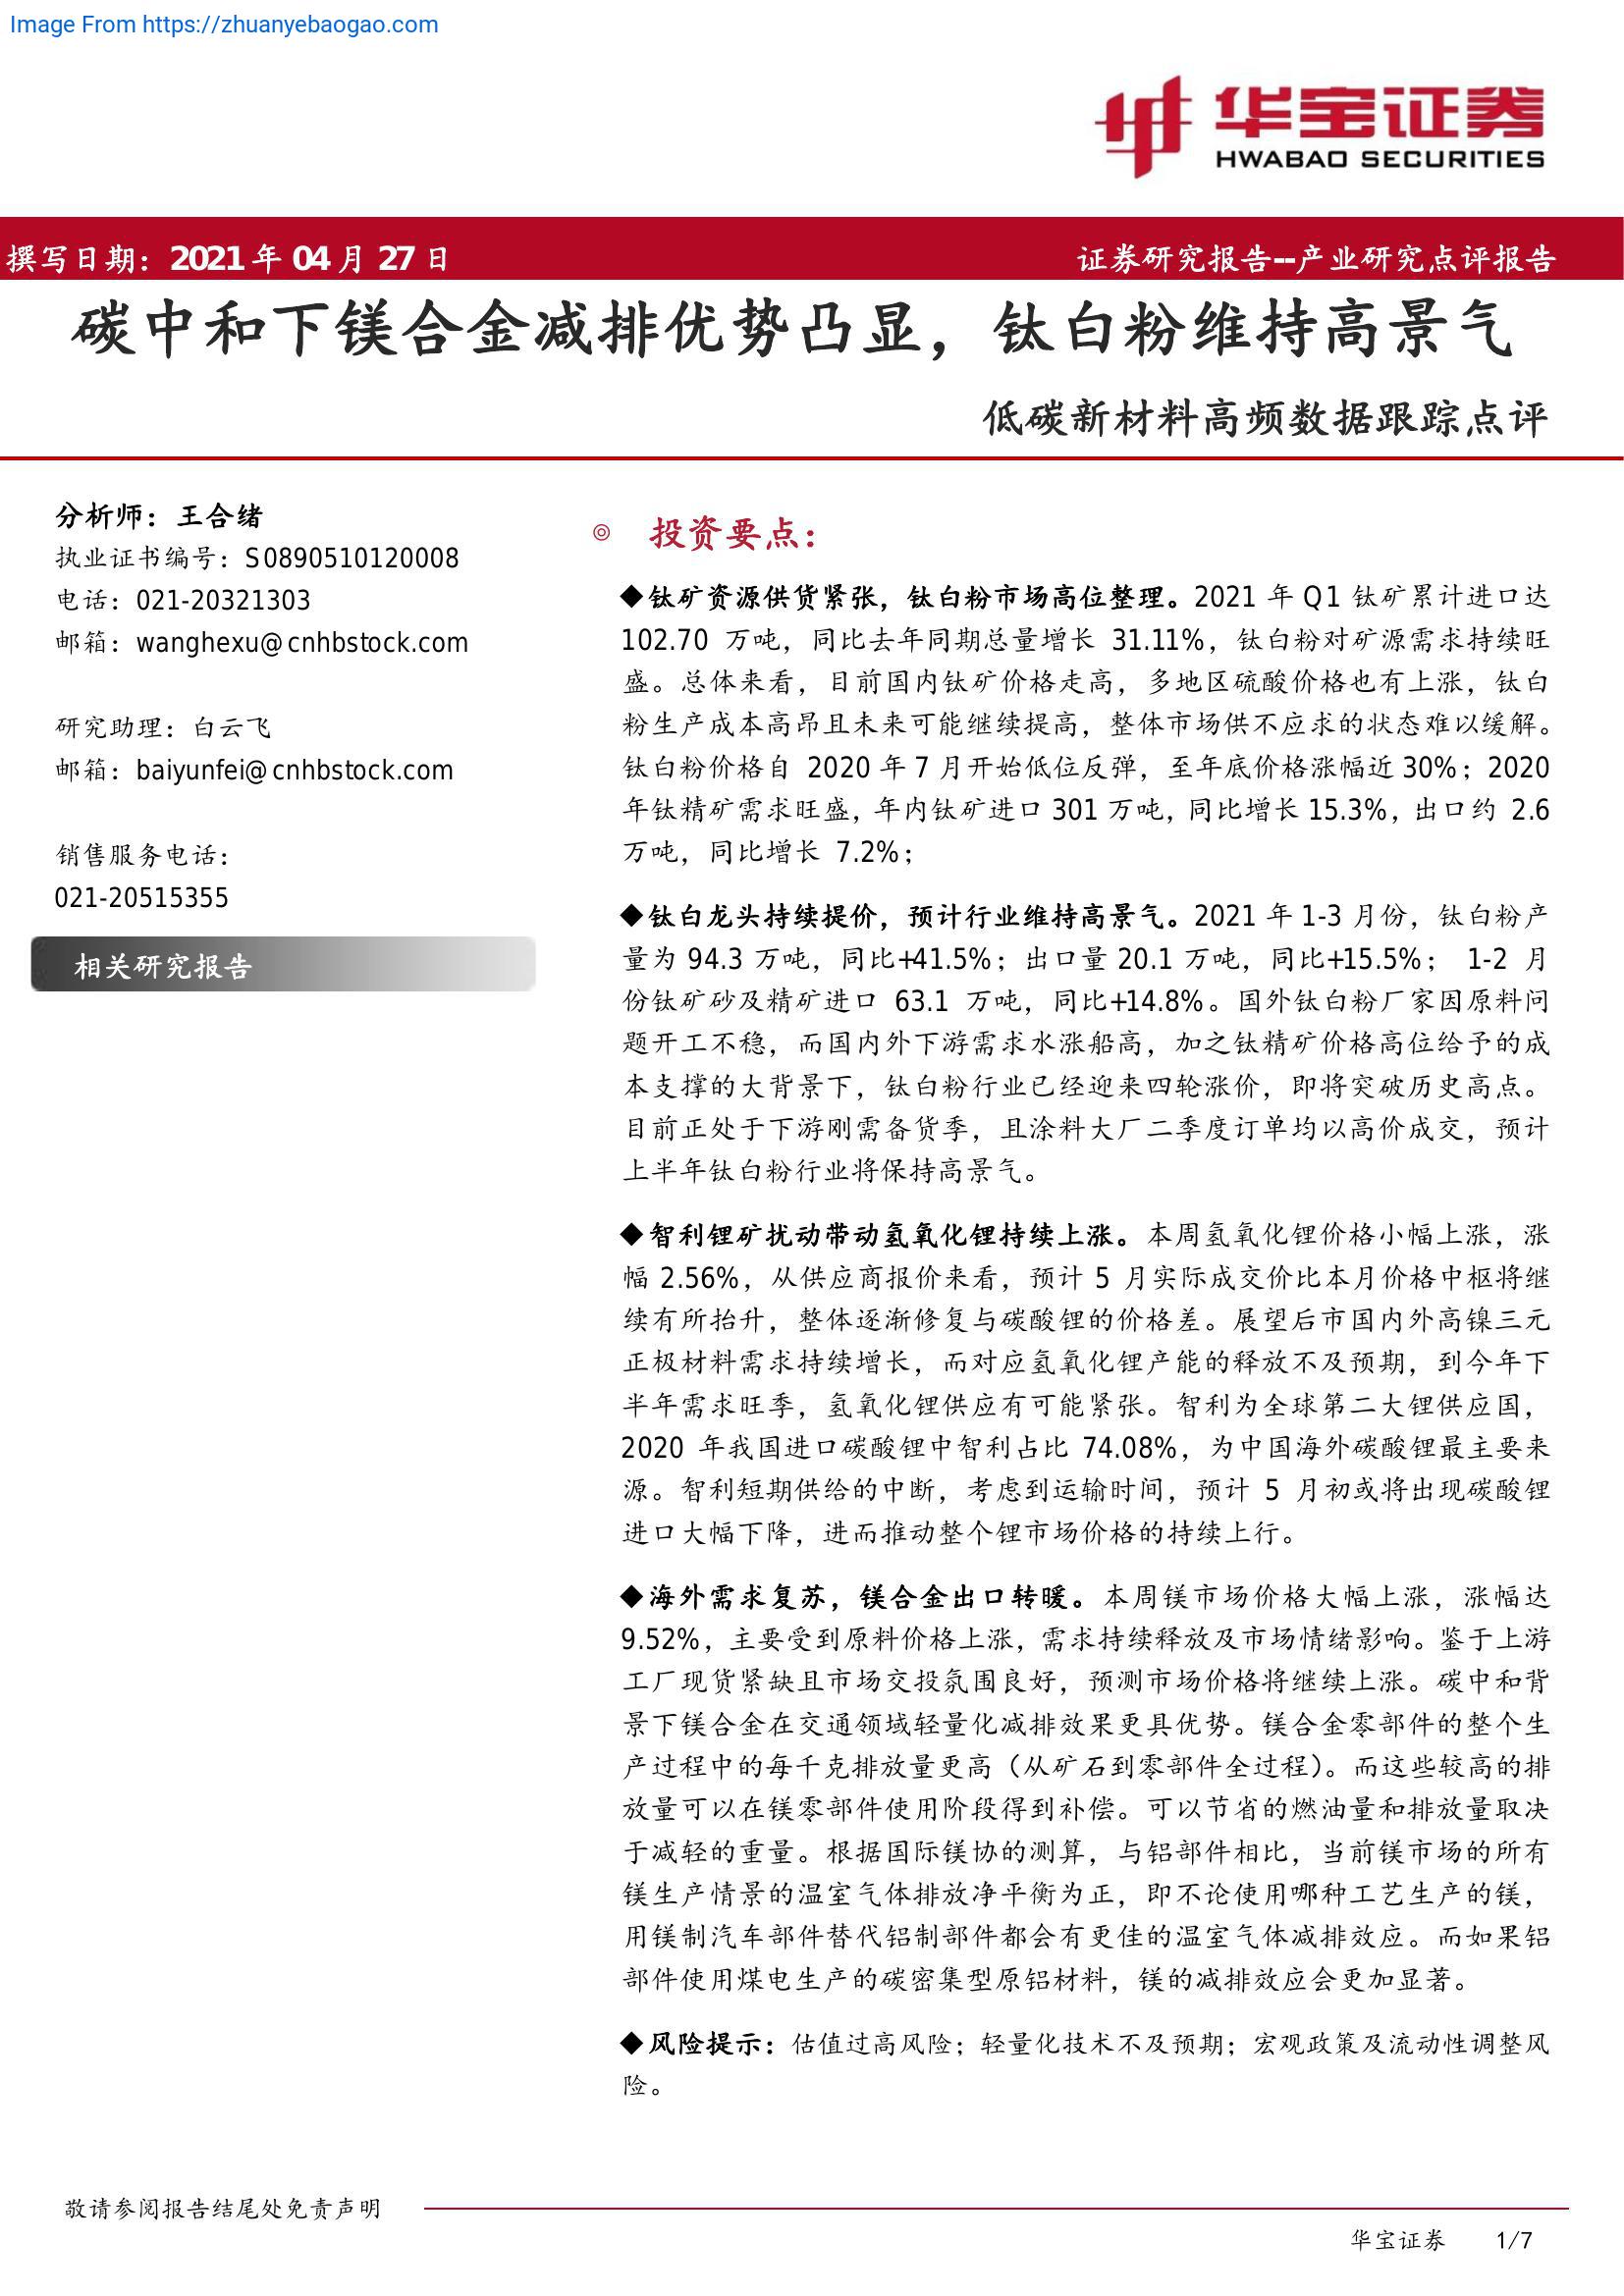 Image From https://zhuanyebaogao.com
华宝证券
HWABAO SECURITIES
撰写日期：2021 年 04 月 27 日
证券研究报告--产业研究点评报告
碳中和下镁合金减排优势凸显，钛白粉维持高景气
低碳新材料高频数据跟踪点评
分析师：王合绪
执业证书编号：S0890510120008
电话：021-20321303
邮箱：wanghexu@cnhbstock.com
研究助理：白云飞
邮箱：baiyunfei@cnhbstock.com
销售服务电话：
021-20515355
相关研究报告
◎ 投资要点：
◆钛矿资源供货紧张，钛白粉市场高位整理。2021 年 Q1 钛矿累计进口达
102.70 万吨，同比去年同期总量增长 31.11%，钛白粉对矿源需求持续旺
盛。总体来看，目前国内钛矿价格走高，多地区硫酸价格也有上涨，钛白
粉生产成本高昂且未来可能继续提高，整体市场供不应求的状态难以缓解。
钛白粉价格自 2020 年 7 月开始低位反弹，至年底价格涨幅近 30%；2020
年钛精矿需求旺盛，年内钛矿进口 301 万吨，同比增长 15.3%，出口约 2.6
万吨，同比增长 7.2%；
◆钛白龙头持续提价，预计行业维持高景气。2021 年 1-3 月份，钛白粉产
量为 94.3 万吨，同比+41.5%；出口量 20.1 万吨，同比+15.5%； 1-2 月
份钛矿砂及精矿进口 63.1 万吨，同比+14.8%。国外钛白粉厂家因原料问
题开工不稳，而国内外下游需求水涨船高，加之钛精矿价格高位给予的成
本支撑的大背景下，钛白粉行业已经迎来四轮涨价，即将突破历史高点。
目前正处于下游刚需备货季，且涂料大厂二季度订单均以高价成交，预计
上半年钛白粉行业将保持高景气。
◆智利锂矿扰动带动氢氧化锂持续上涨。本周氢氧化锂价格小幅上涨，涨
幅 2.56%，从供应商报价来看，预计 5 月实际成交价比本月价格中枢将继
续有所抬升，整体逐渐修复与碳酸锂的价格差。展望后市国内外高镍三元
正极材料需求持续增长，而对应氢氧化锂产能的释放不及预期，到今年下
半年需求旺季，氢氧化锂供应有可能紧张。智利为全球第二大锂供应国，
2020 年我国进口碳酸锂中智利占比 74.08%，为中国海外碳酸锂最主要来
源。智利短期供给的中断，考虑到运输时间，预计 5 月初或将出现碳酸锂
进口大幅下降，进而推动整个锂市场价格的持续上行。
◆海外需求复苏，镁合金出口转暖。本周镁市场价格大幅上涨，涨幅达
9.52%，主要受到原料价格上涨，需求持续释放及市场情绪影响。鉴于上游
工厂现货紧缺且市场交投氛围良好，预测市场价格将继续上涨。碳中和背
景下镁合金在交通领域轻量化减排效果更具优势。镁合金零部件的整个生
产过程中的每千克排放量更高（从矿石到零部件全过程）。而这些较高的排
放量可以在镁零部件使用阶段得到补偿。可以节省的燃油量和排放量取决
于减轻的重量。根据国际镁协的测算，与铝部件相比，当前镁市场的所有
镁生产情景的温室气体排放净平衡为正，即不论使用哪种工艺生产的镁，
用镁制汽车部件替代铝制部件都会有更佳的温室气体减排效应。而如果铝
部件使用煤电生产的碳密集型原铝材料，镁的减排效应会更加显著。
◆风险提示：估值过高风险；轻量化技术不及预期；宏观政策及流动性调整风
险。
敬请参阅报告结尾处免责声明
华宝证券 1/7